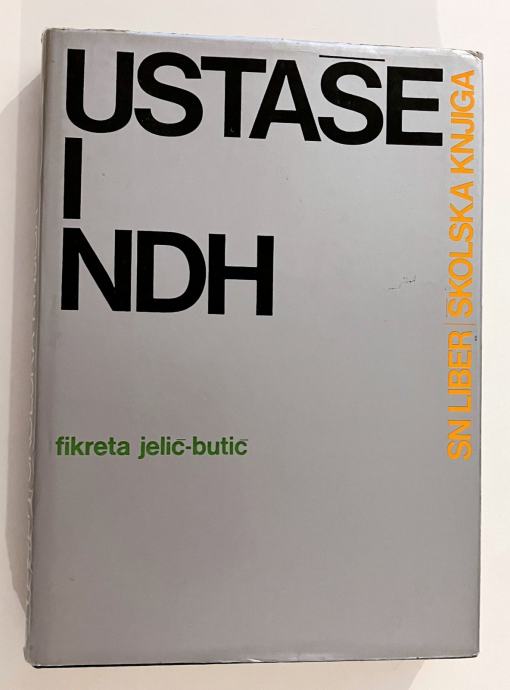 USTAŠE
I
NDH
fikreta jelić-butić
SN LIBER | ŠKOLSKA KNJIGA